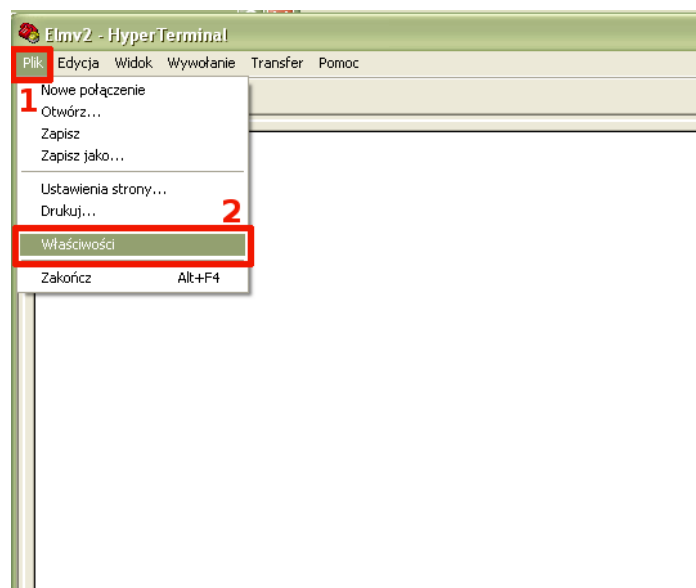 Elmv2 - HyperTerminal
Plik Edycja Widok Wywołanie Transfer Pomoc
1
Nowe połączenie
Otwórz...
Zapisz
Zapisz jako...
Ustawienia strony...
Drukuj...
2
Właściwości
Zakończ Alt+F4